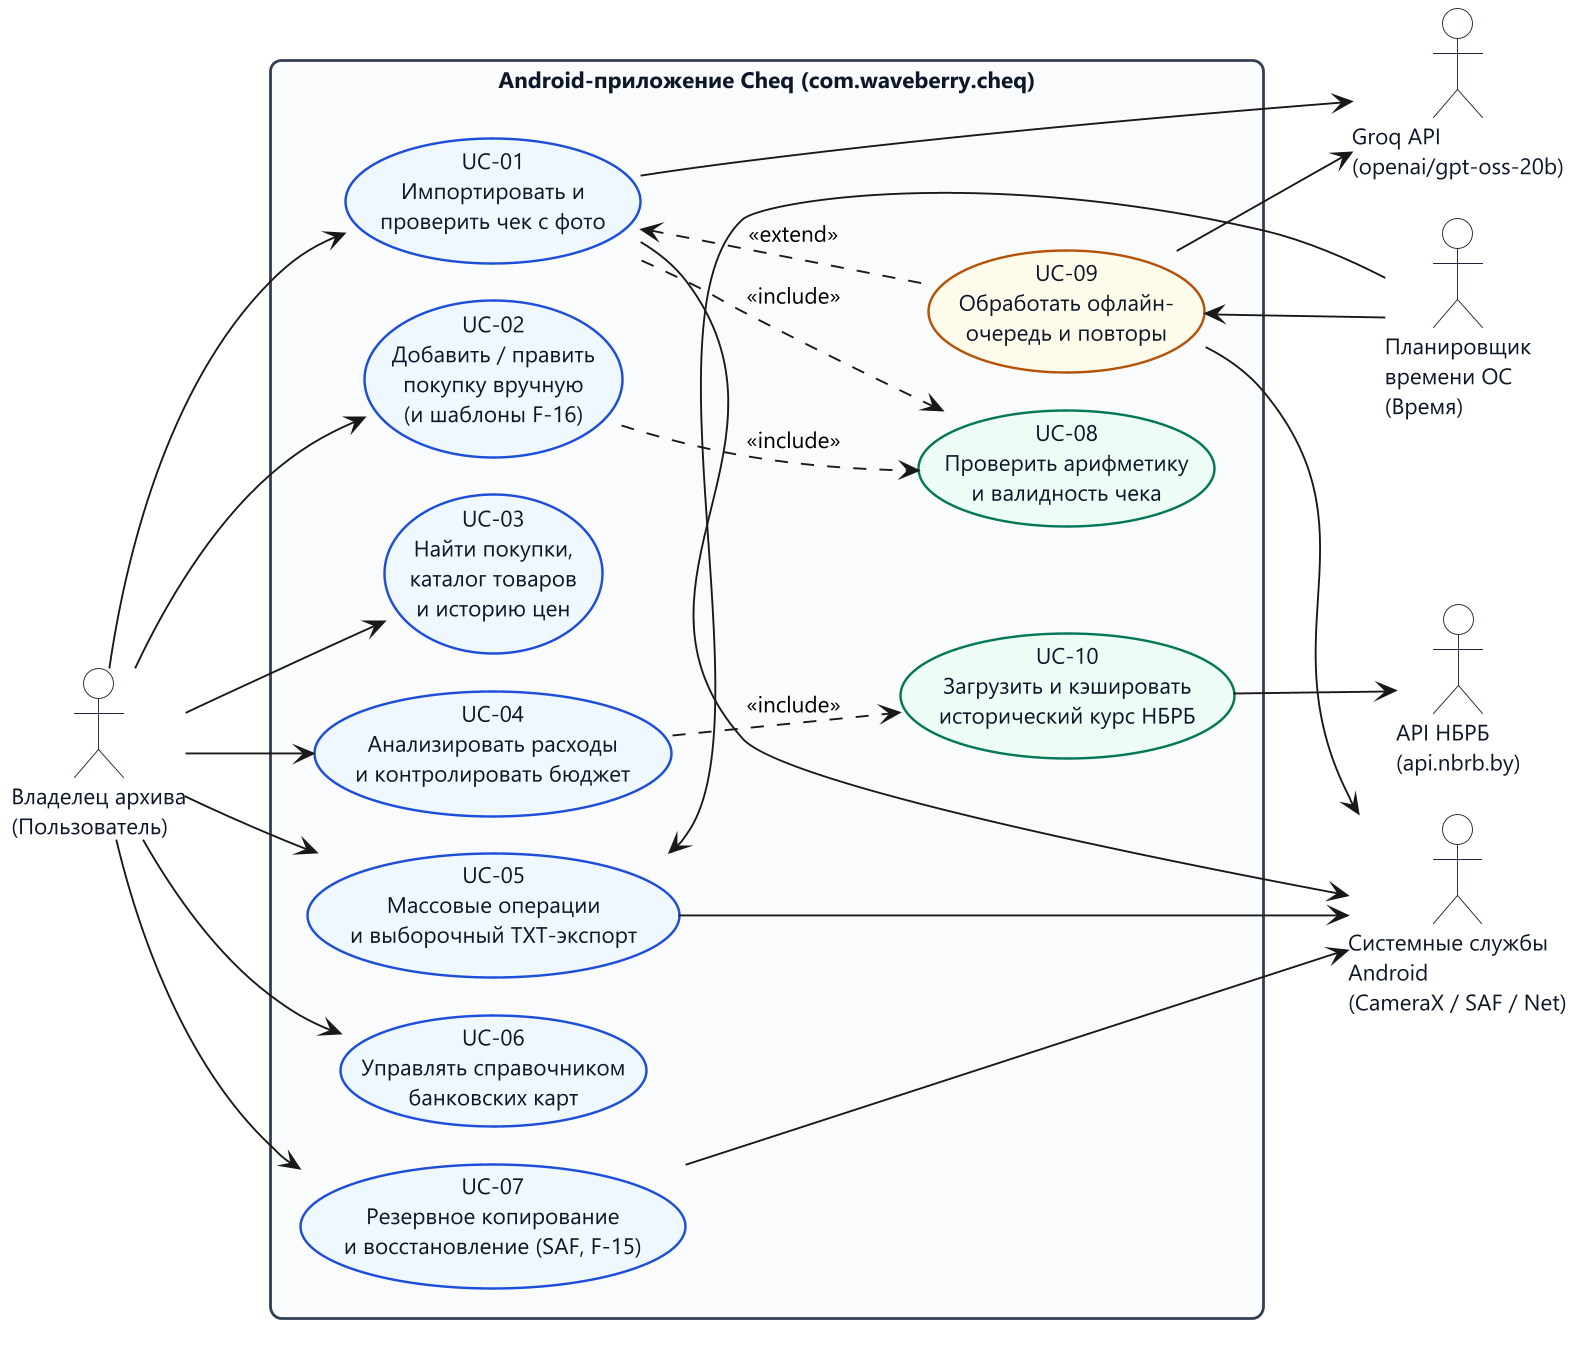 Android-приложение Cheq (com.waveberry.cheq)
UC-01
Импортировать и
проверить чек с фото
UC-02
Добавить / править
покупку вручную
(и шаблоны F-16)
UC-03
Найти покупки,
каталог товаров
и историю цен
UC-04
Анализировать расходы
и контролировать бюджет
UC-05
Массовые операции
и выборочный TXT-экспорт
UC-06
Управлять справочником
банковских карт
UC-07
Резервное копирование
и восстановление (SAF, F-15)
«extend»
«include»
«include»
«include»
UC-09
Обработать офлайн-
очередь и повторы
UC-08
Проверить арифметику
и валидность чека
UC-10
Загрузить и кэшировать
исторический курс НБРБ
Владелец архива
(Пользователь)
Groq API
(openai/gpt-oss-20b)
Планировщик
времени ОС
(Время)
API НБРБ
(api.nbrb.by)
Системные службы
Android
(CameraX / SAF / Net)